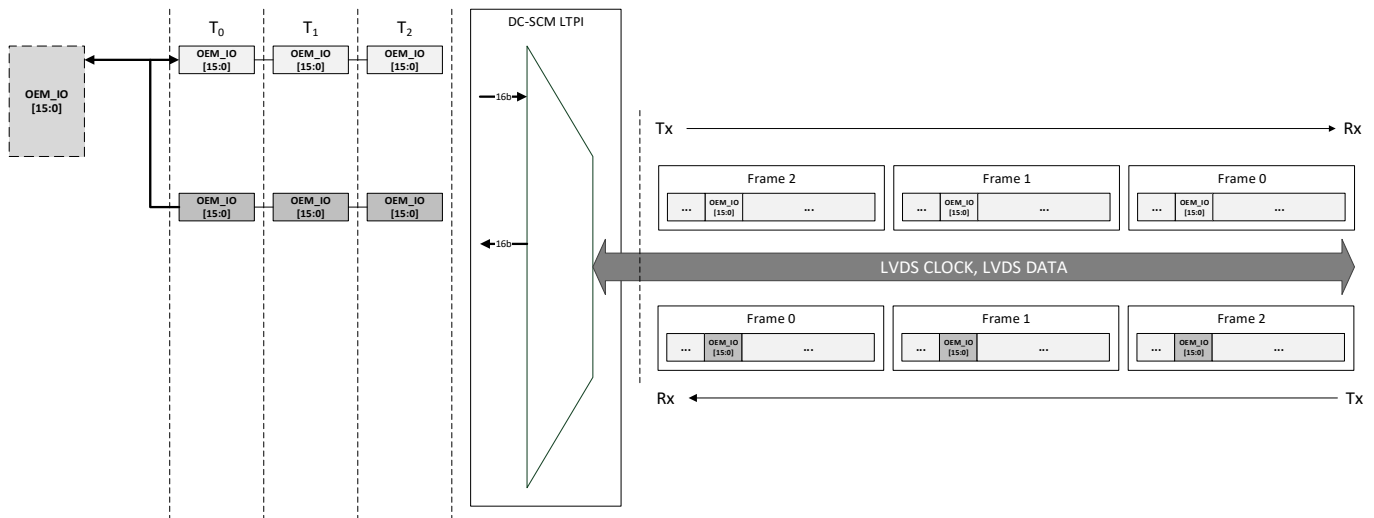 DC-SCM LTPI
T0 T1 T2
OEM_IO
[15:0]
OEM_IO
[15:0]
OEM_IO
[15:0]
OEM_IO
[15:0]
16b
Tx Rx
Frame 2 Frame 1 Frame 0
... OEM_IO
[15:0] ...
... OEM_IO
[15:0] ...
... OEM_IO
[15:0] ...
OEM_IO
[15:0]
OEM_IO
[15:0]
OEM_IO
[15:0]
16b
LVDS CLOCK, LVDS DATA
Frame 0 Frame 1 Frame 2
... OEM_IO
[15:0] ...
... OEM_IO
[15:0] ...
... OEM_IO
[15:0] ...
Rx Tx